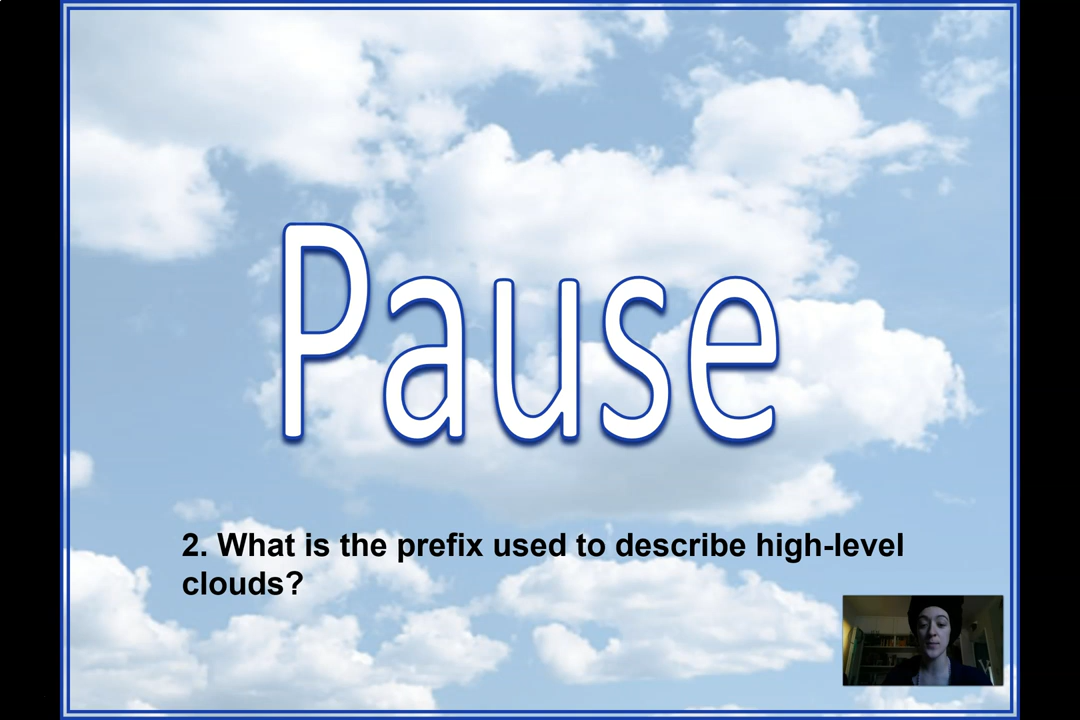 Pause
2. What is the prefix used to describe high-level
clouds?